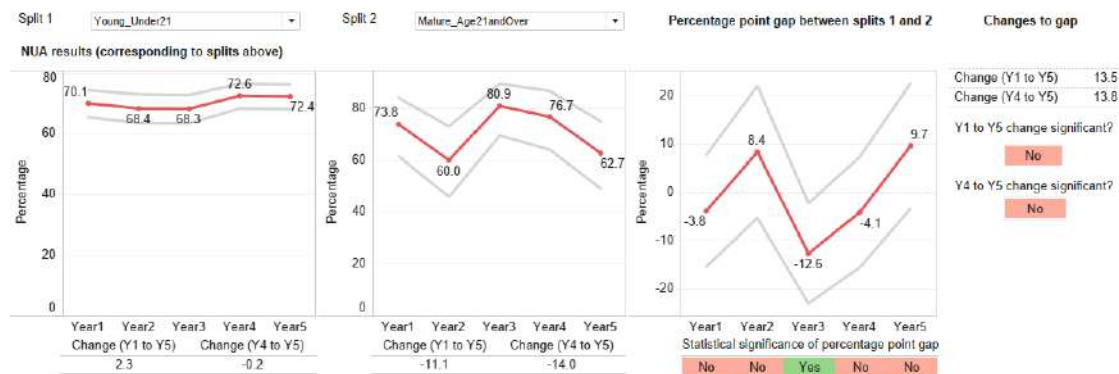 Split 1 Young_Under21 Split 2 Mature_Age21andOver Percentage point gap between splits 1 and 2 Changes to gap
NUA results (corresponding to splits above)
Percentage
80
60
40
20
0
70.1
68.4
68.3
72.6
72.4
Year1 Year2 Year3 Year4 Year5
Change (Y1 to Y5) Change (Y4 to Y5)
2.3 -0.2
Percentage
80
60
40
20
0
73.8
60.0
80.9
76.7
62.7
Year1 Year2 Year3 Year4 Year5
Change (Y1 to Y5) Change (Y4 to Y5)
-11.1 -14.0
Percentage
20
10
0
-10
-20
-3.8
8.4
-12.6
-4.1
9.7
Year1 Year2 Year3 Year4 Year5
Statistical significance of percentage point gap
No No Yes No No
Change (Y1 to Y5) 13.5
Change (Y4 to Y5) 13.8
Y1 to Y5 change significant?
No
Y4 to Y5 change significant?
No